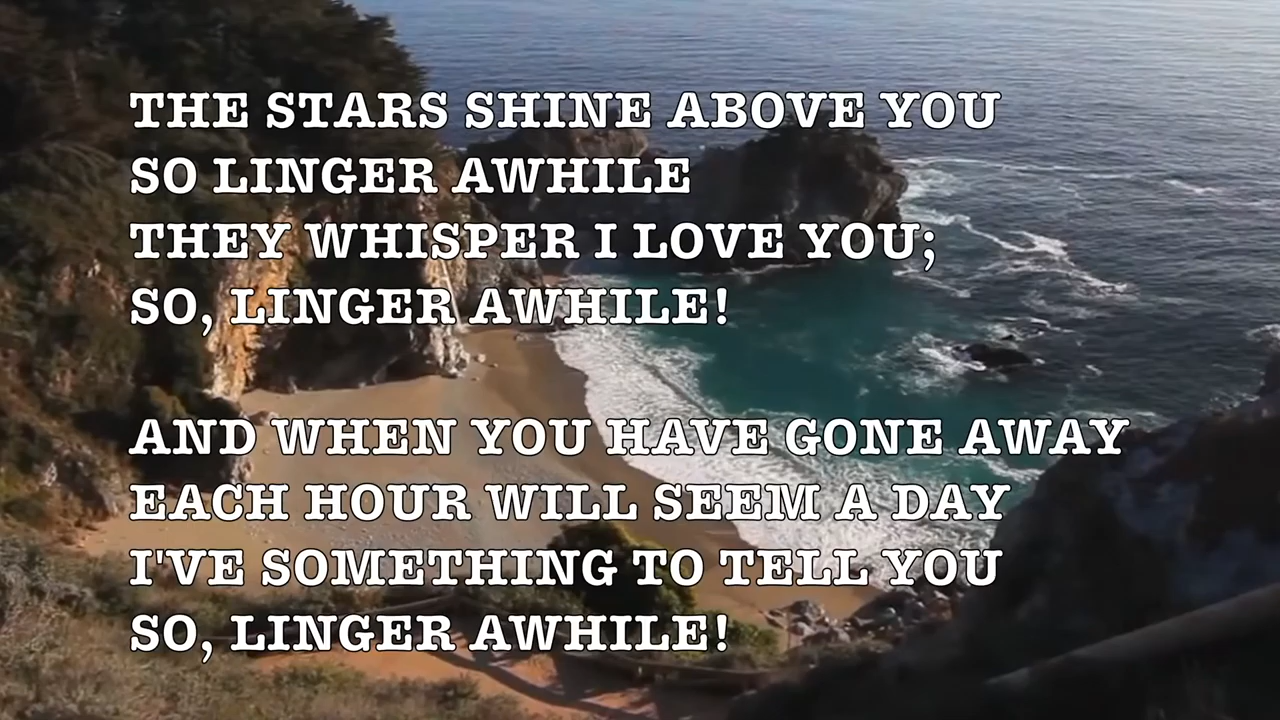 THE STARS SHINE ABOVE YOU
SO LINGER AWHILE
THEY WHISPER I LOVE YOU;
SO, LINGER AWHILE!
AND WHEN YOU HAVE GONE AWAY
EACH HOUR WILL SEEM A DAY
I'VE SOMETHING TO TELL YOU
SO, LINGER AWHILE!